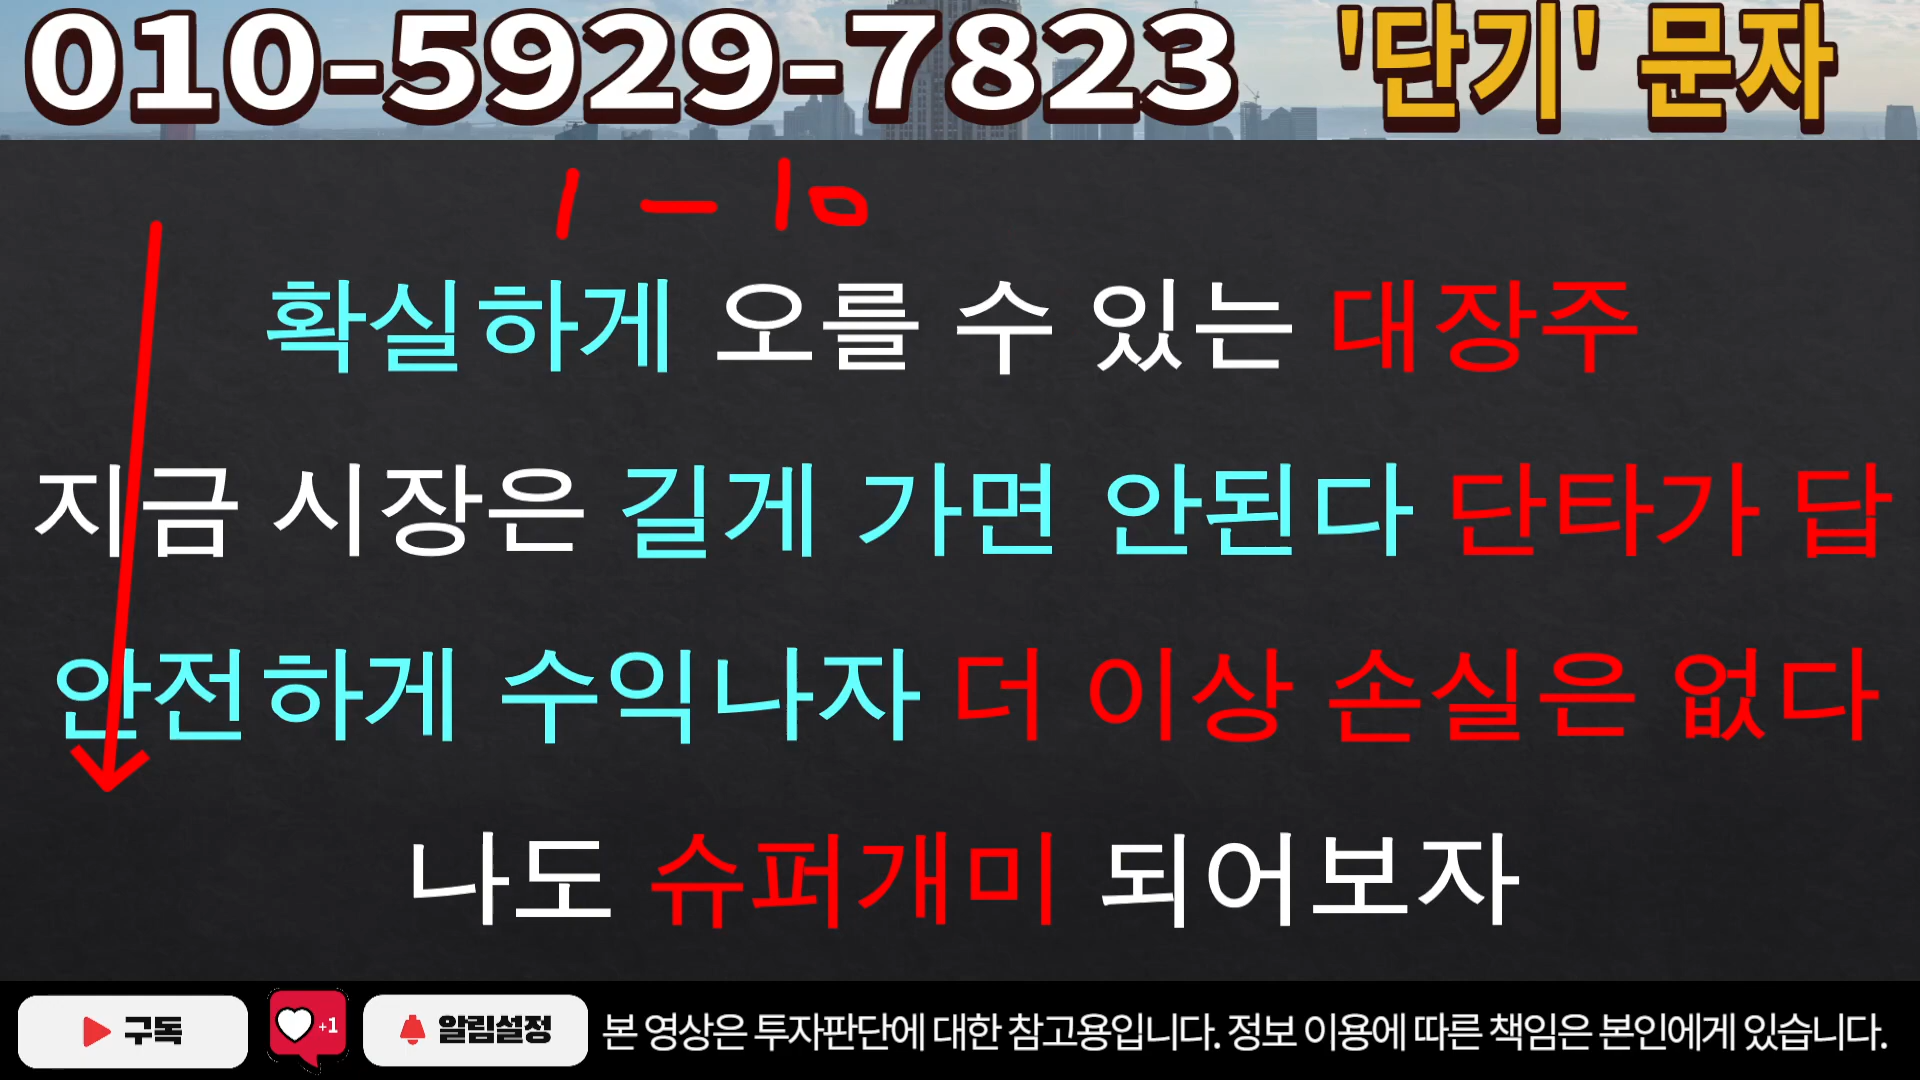 010-5929-7823 '단기' 문자
1 - 10
확실하게 오를 수 있는 대장주
지금 시장은 길게 가면 안된다 단타가 답
안전하게 수익나자 더 이상 손실은 없다
나도 슈퍼개미 되어보자
구독 +1 알림설정 본 영상은 투자판단에 대한 참고용입니다. 정보 이용에 따른 책임은 본인에게 있습니다.